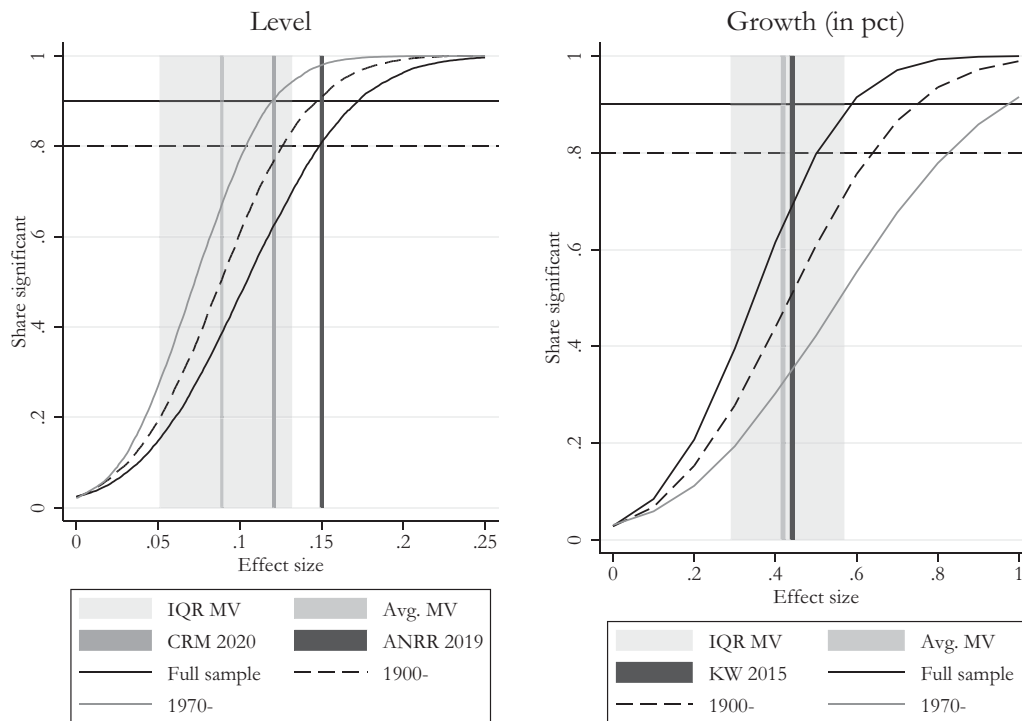 Level
Share significant
1
.8
.6
.4
.2
0
0 .05 .1 .15 .2 .25
Effect size
IQR MV Avg. MV
CRM 2020 ANRR 2019
Full sample 1900-
1970-
Growth (in pct)
Share significant
1
.8
.6
.4
.2
0
0 .2 .4 .6 .8 1
Effect size
IQR MV Avg. MV
KW 2015 Full sample
1900- 1970-